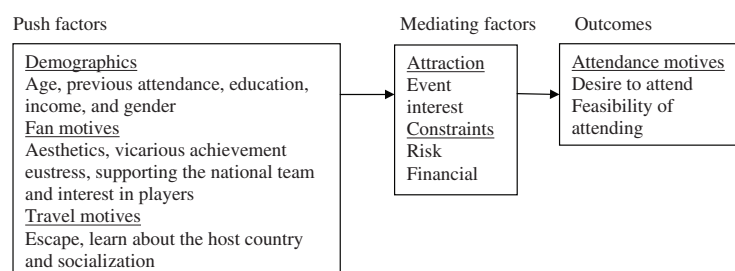 Push factors
Demographics
Age, previous attendance, education,
income, and gender
Fan motives
Aesthetics, vicarious achievement
eustress, supporting the national team
and interest in players
Travel motives
Escape, learn about the host country
and socialization
Mediating factors
Attraction
Event
interest
Constraints
Risk
Financial
Outcomes
Attendance motives
Desire to attend
Feasibility of
attending